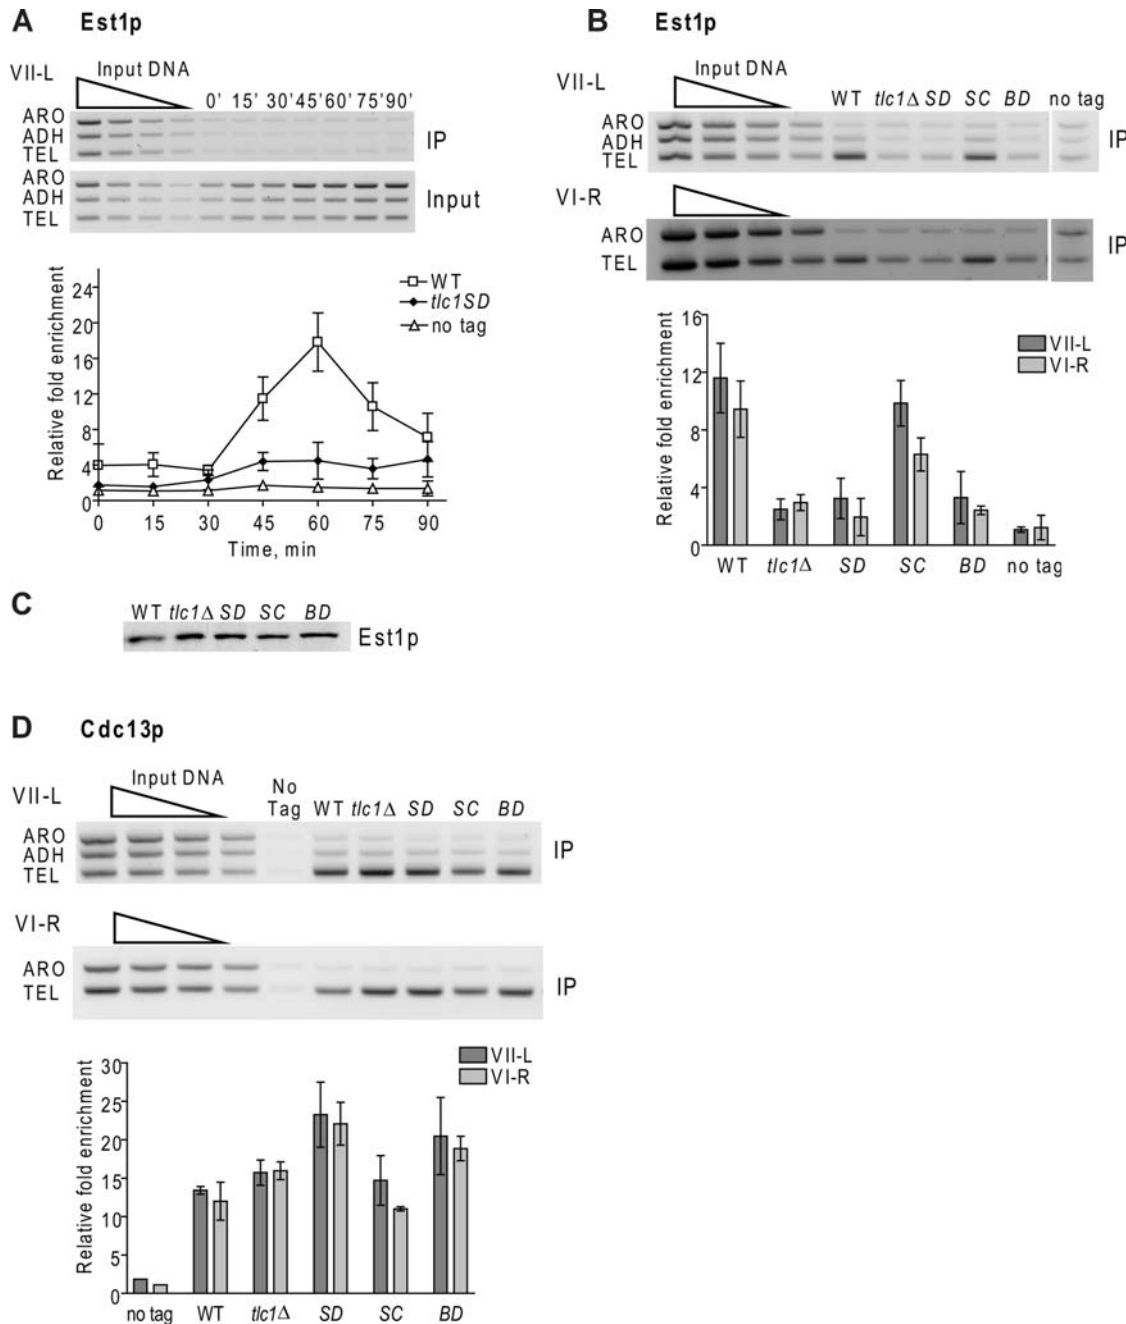 A Est1p
VII-L Input DNA
0' 15' 30' 45' 60' 75' 90'
ARO
ADH
TEL
IP
ARO
ADH
TEL
Input
Relative fold enrichment
24
20
16
12
8
4
0
WT
tlc1SD
no tag
0 15 30 45 60 75 90
Time, min
B Est1p
VII-L Input DNA
WT tlc1Δ SD SC BD no tag
ARO
ADH
TEL
IP
VI-R
ARO
TEL
IP
Relative fold enrichment
16
12
8
4
0
VII-L
VI-R
WT tlc1Δ SD SC BD no tag
C
WT tlc1Δ SD SC BD
Est1p
D Cdc13p
VII-L Input DNA
No
Tag WT tlc1Δ SD SC BD
ARO
ADH
TEL
IP
VI-R
ARO
TEL
IP
Relative fold enrichment
30
25
20
15
10
5
0
VII-L
VI-R
no tag WT tlc1Δ SD SC BD